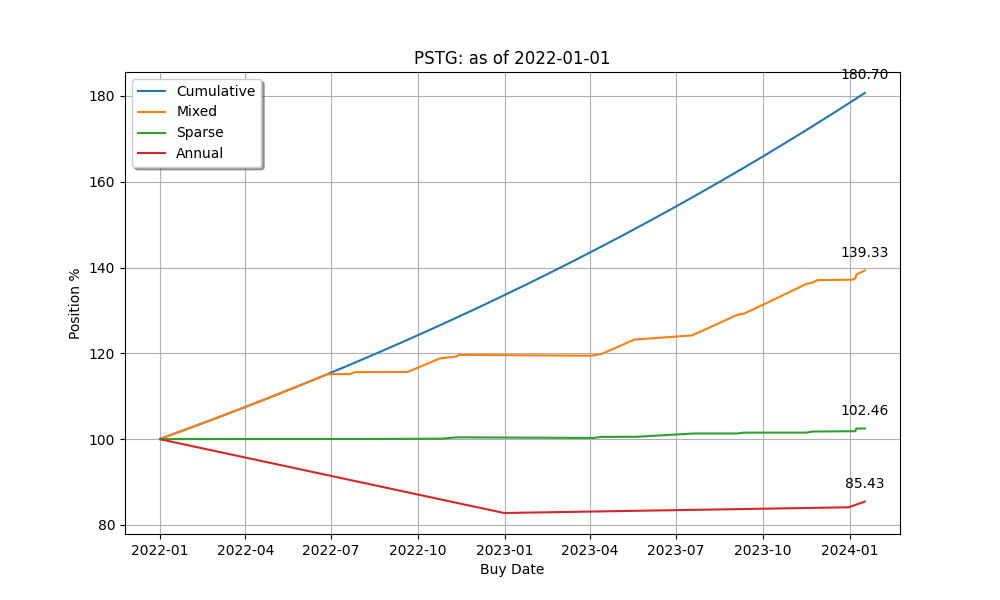 PSTG: as of 2022-01-01
180.70
Cumulative
Mixed
Sparse
Annual
180
160
139.33
140
120
102.46
100
85.43
80
Position %
2022-01 2022-04 2022-07 2022-10 2023-01 2023-04 2023-07 2023-10 2024-01
Buy Date